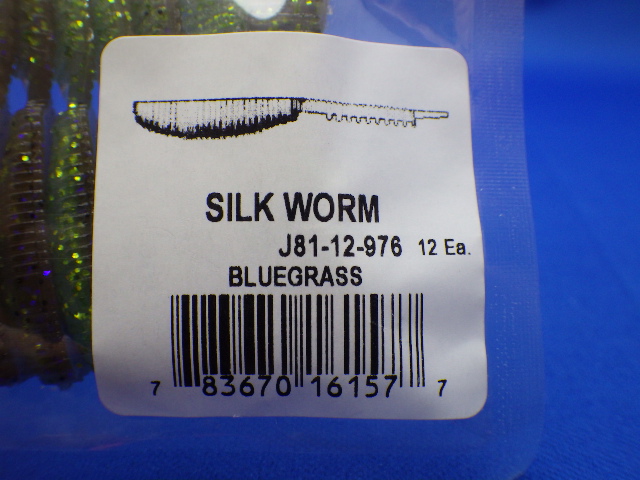 SILK WORM
J81-12-976 12 Ea.
BLUEGRASS
7 83670 16157 7